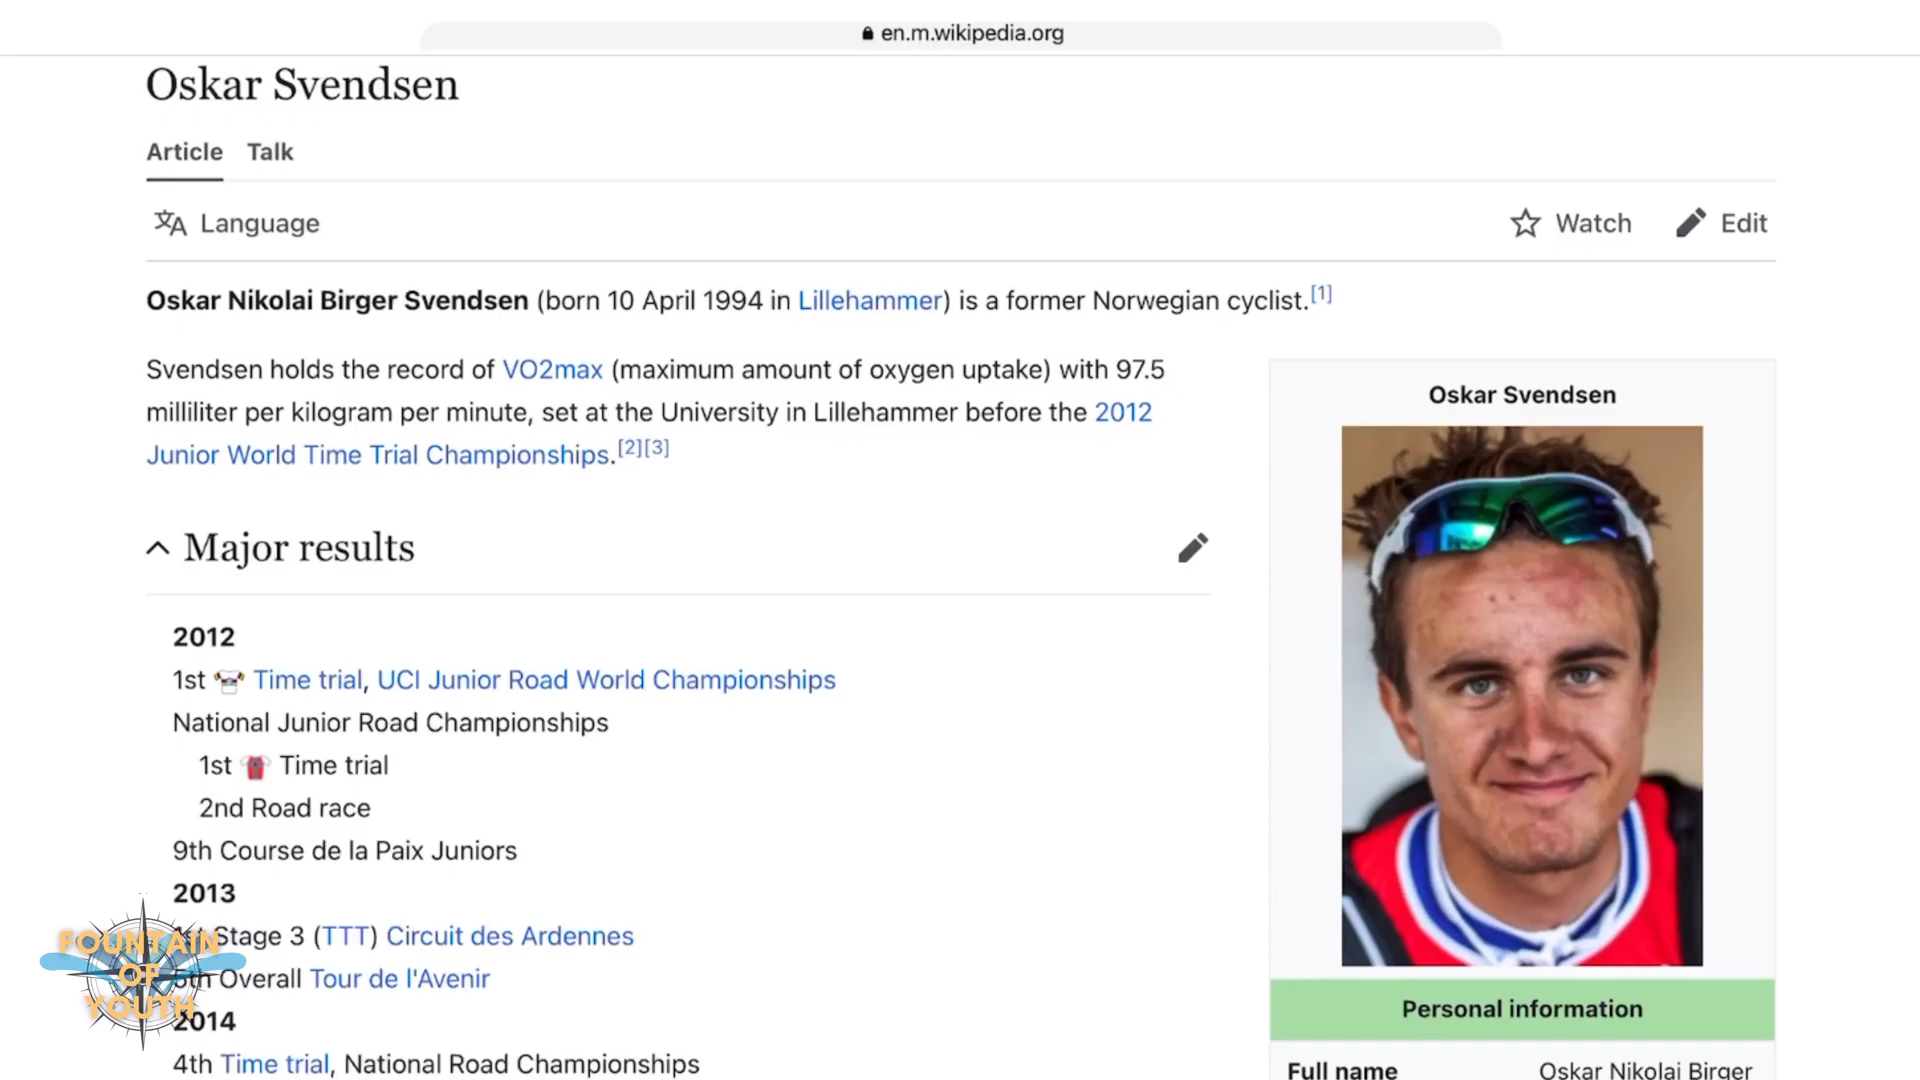 en.m.wikipedia.org
Oskar Svendsen
Article Talk
Language
Watch Edit
Oskar Nikolai Birger Svendsen (born 10 April 1994 in Lillehammer) is a former Norwegian cyclist.[1]
Svendsen holds the record of VO2max (maximum amount of oxygen uptake) with 97.5
milliliter per kilogram per minute, set at the University in Lillehammer before the 2012
Junior World Time Trial Championships.[2][3]
Major results
2012
1st Time trial, UCI Junior Road World Championships
National Junior Road Championships
1st Time trial
2nd Road race
9th Course de la Paix Juniors
2013
1st Stage 3 (TTT) Circuit des Ardennes
Overall Tour de l'Avenir
2014
4th Time trial, National Road Championships
Oskar Svendsen
Personal information
Full name Oskar Nikolai Birger
FOUNTAIN
OF
YOUTH